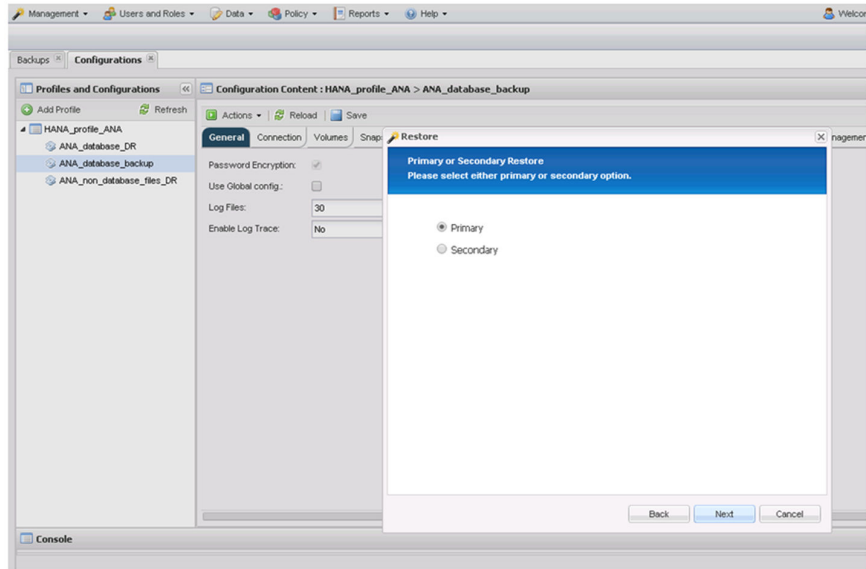 Management Users and Roles Data Policy Reports Help
Backups Configurations
Profiles and Configurations
Configuration Content : HANA_profile_ANA > ANA_database_backup
Add Profile Refresh
Actions Reload Save
HANA_profile_ANA
ANA_database_DR
ANA_database_backup
ANA_non_database_files_DR
General Connection Volumes
Password Encryption:
Use Global config.:
Log Files: 30
Enable Log Trace: No
Restore
Primary or Secondary Restore
Please select either primary or secondary option.
Primary
Secondary
Back Next Cancel
Console